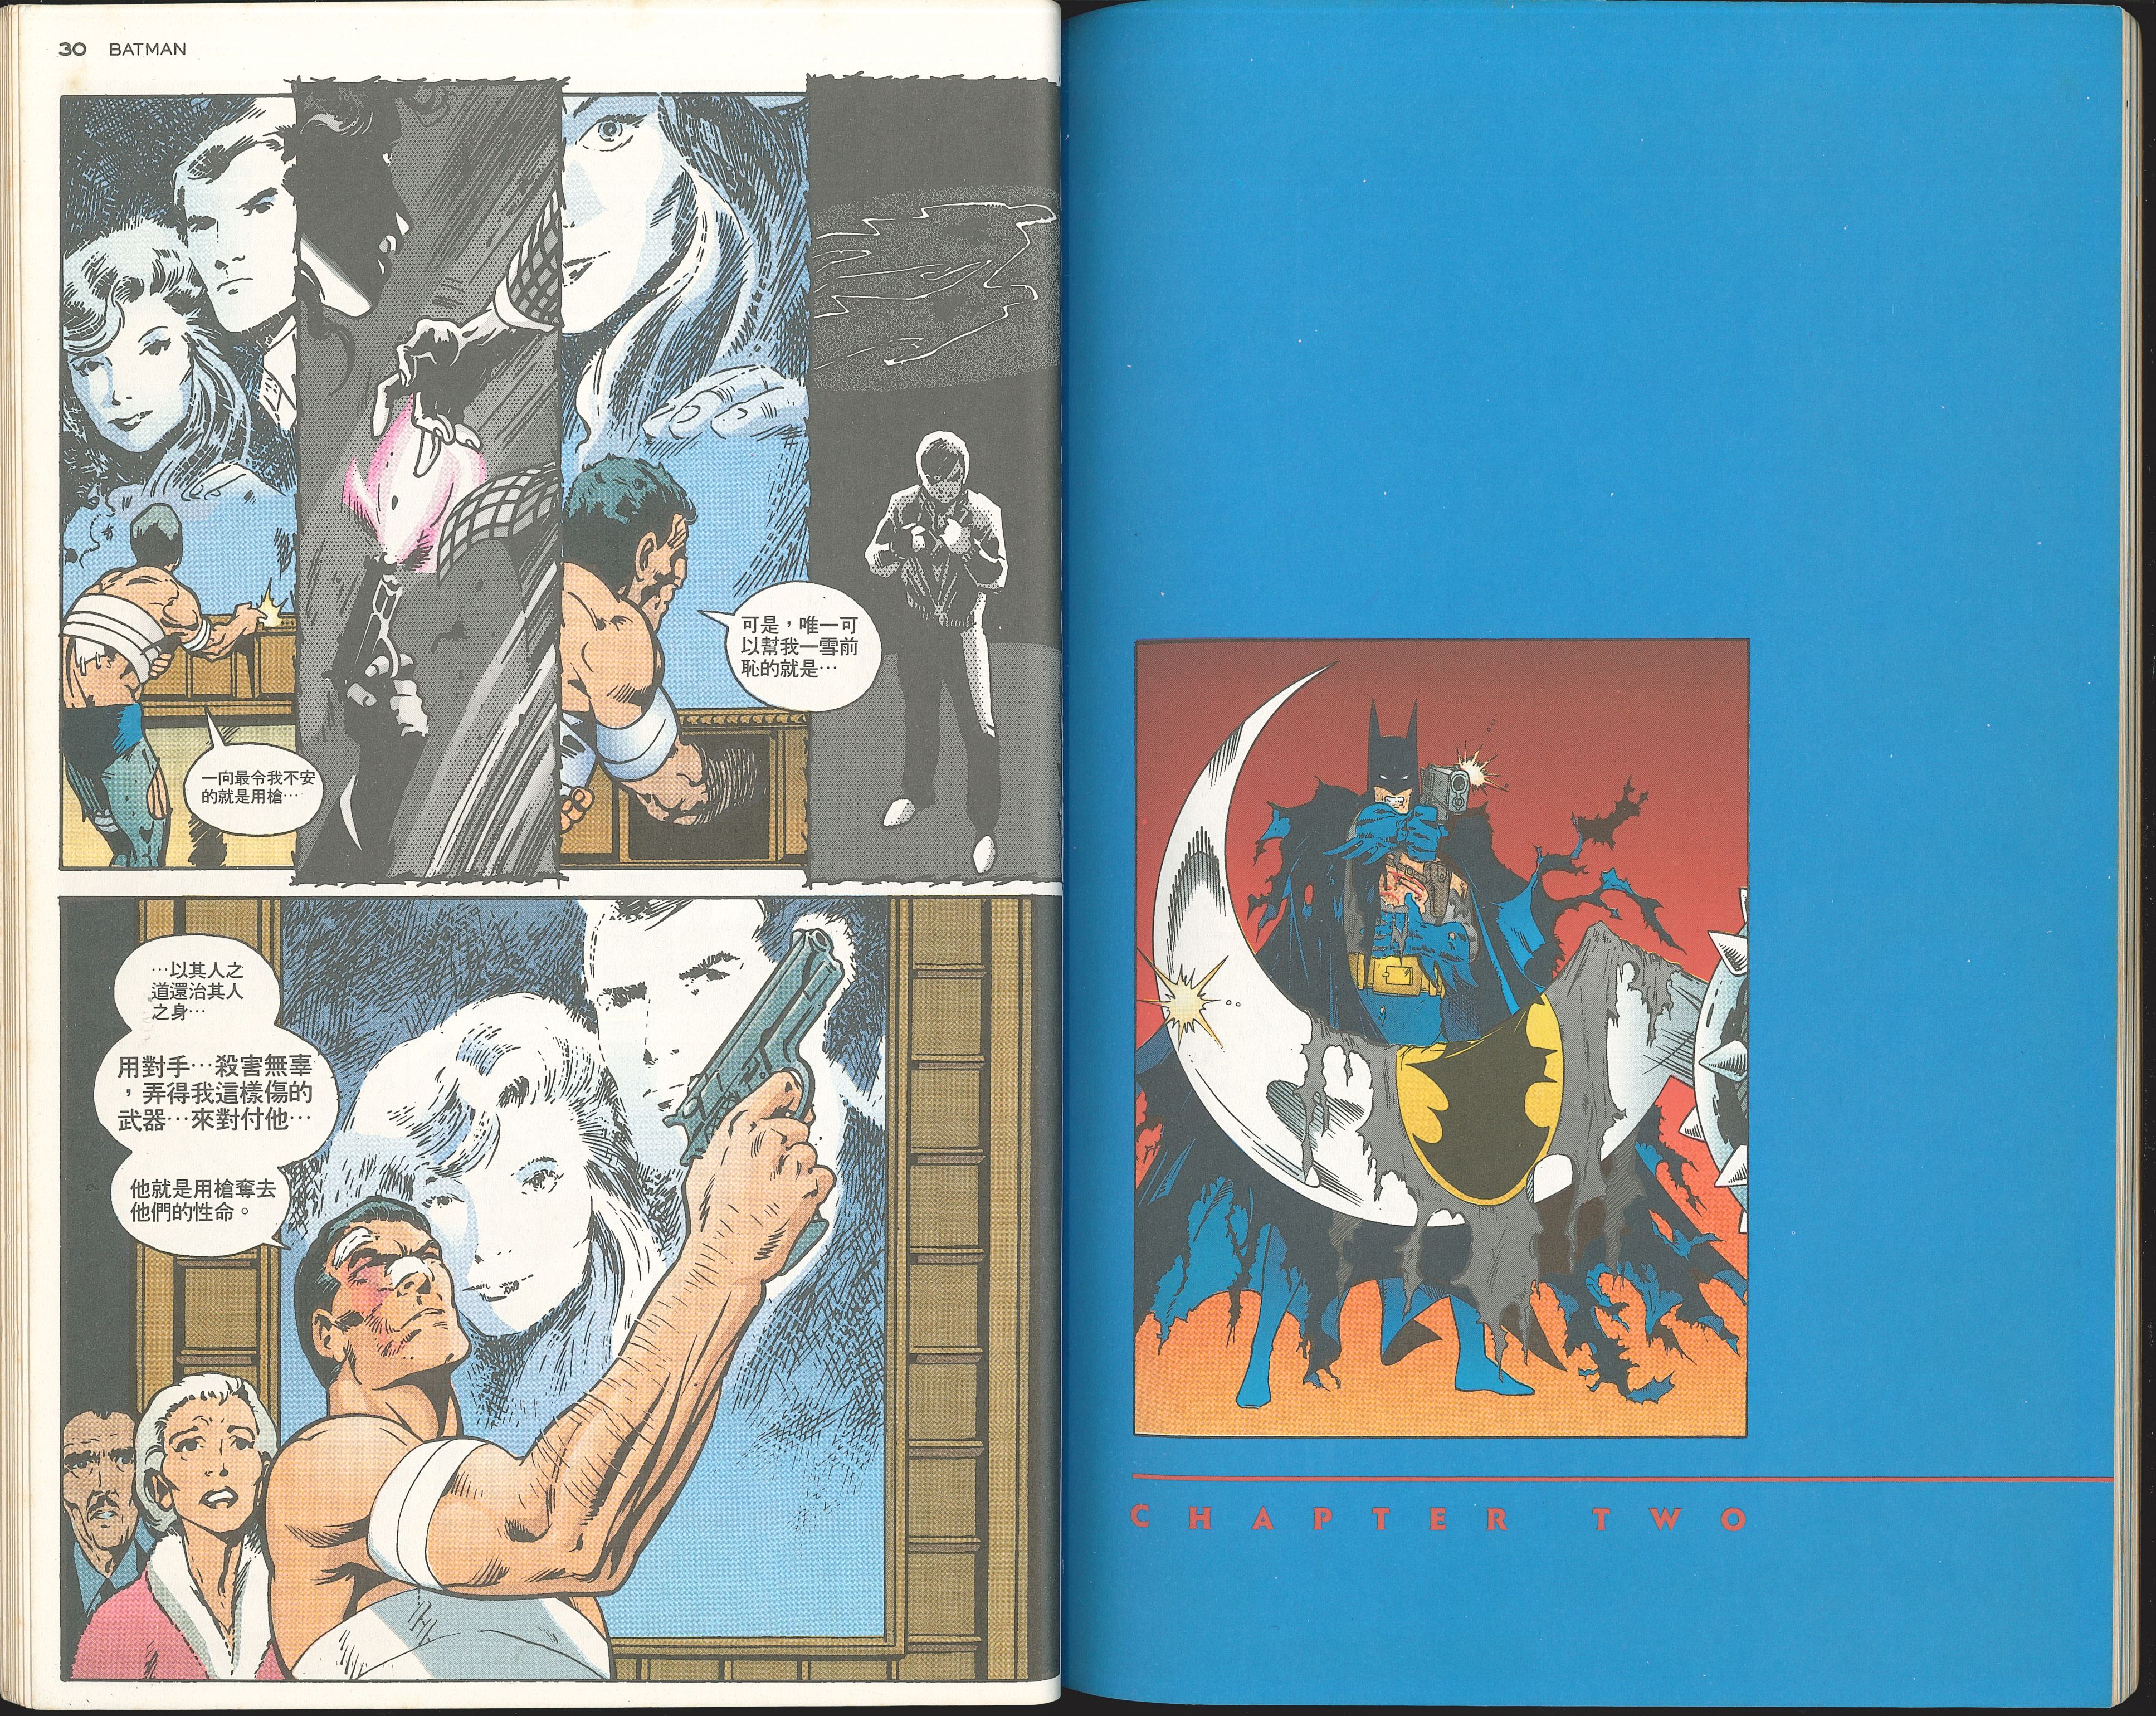 30 BATMAN
一向最令我不安
的就是用槍…
可是，唯一可
以幫我一雪前
恥的就是…
…以其人之
道還治其人
之身…
用對手…殺害無辜
，弄得我這樣傷的
武器…來對付他…
他就是用槍奪去
他們的性命。
CHAPTER TWO